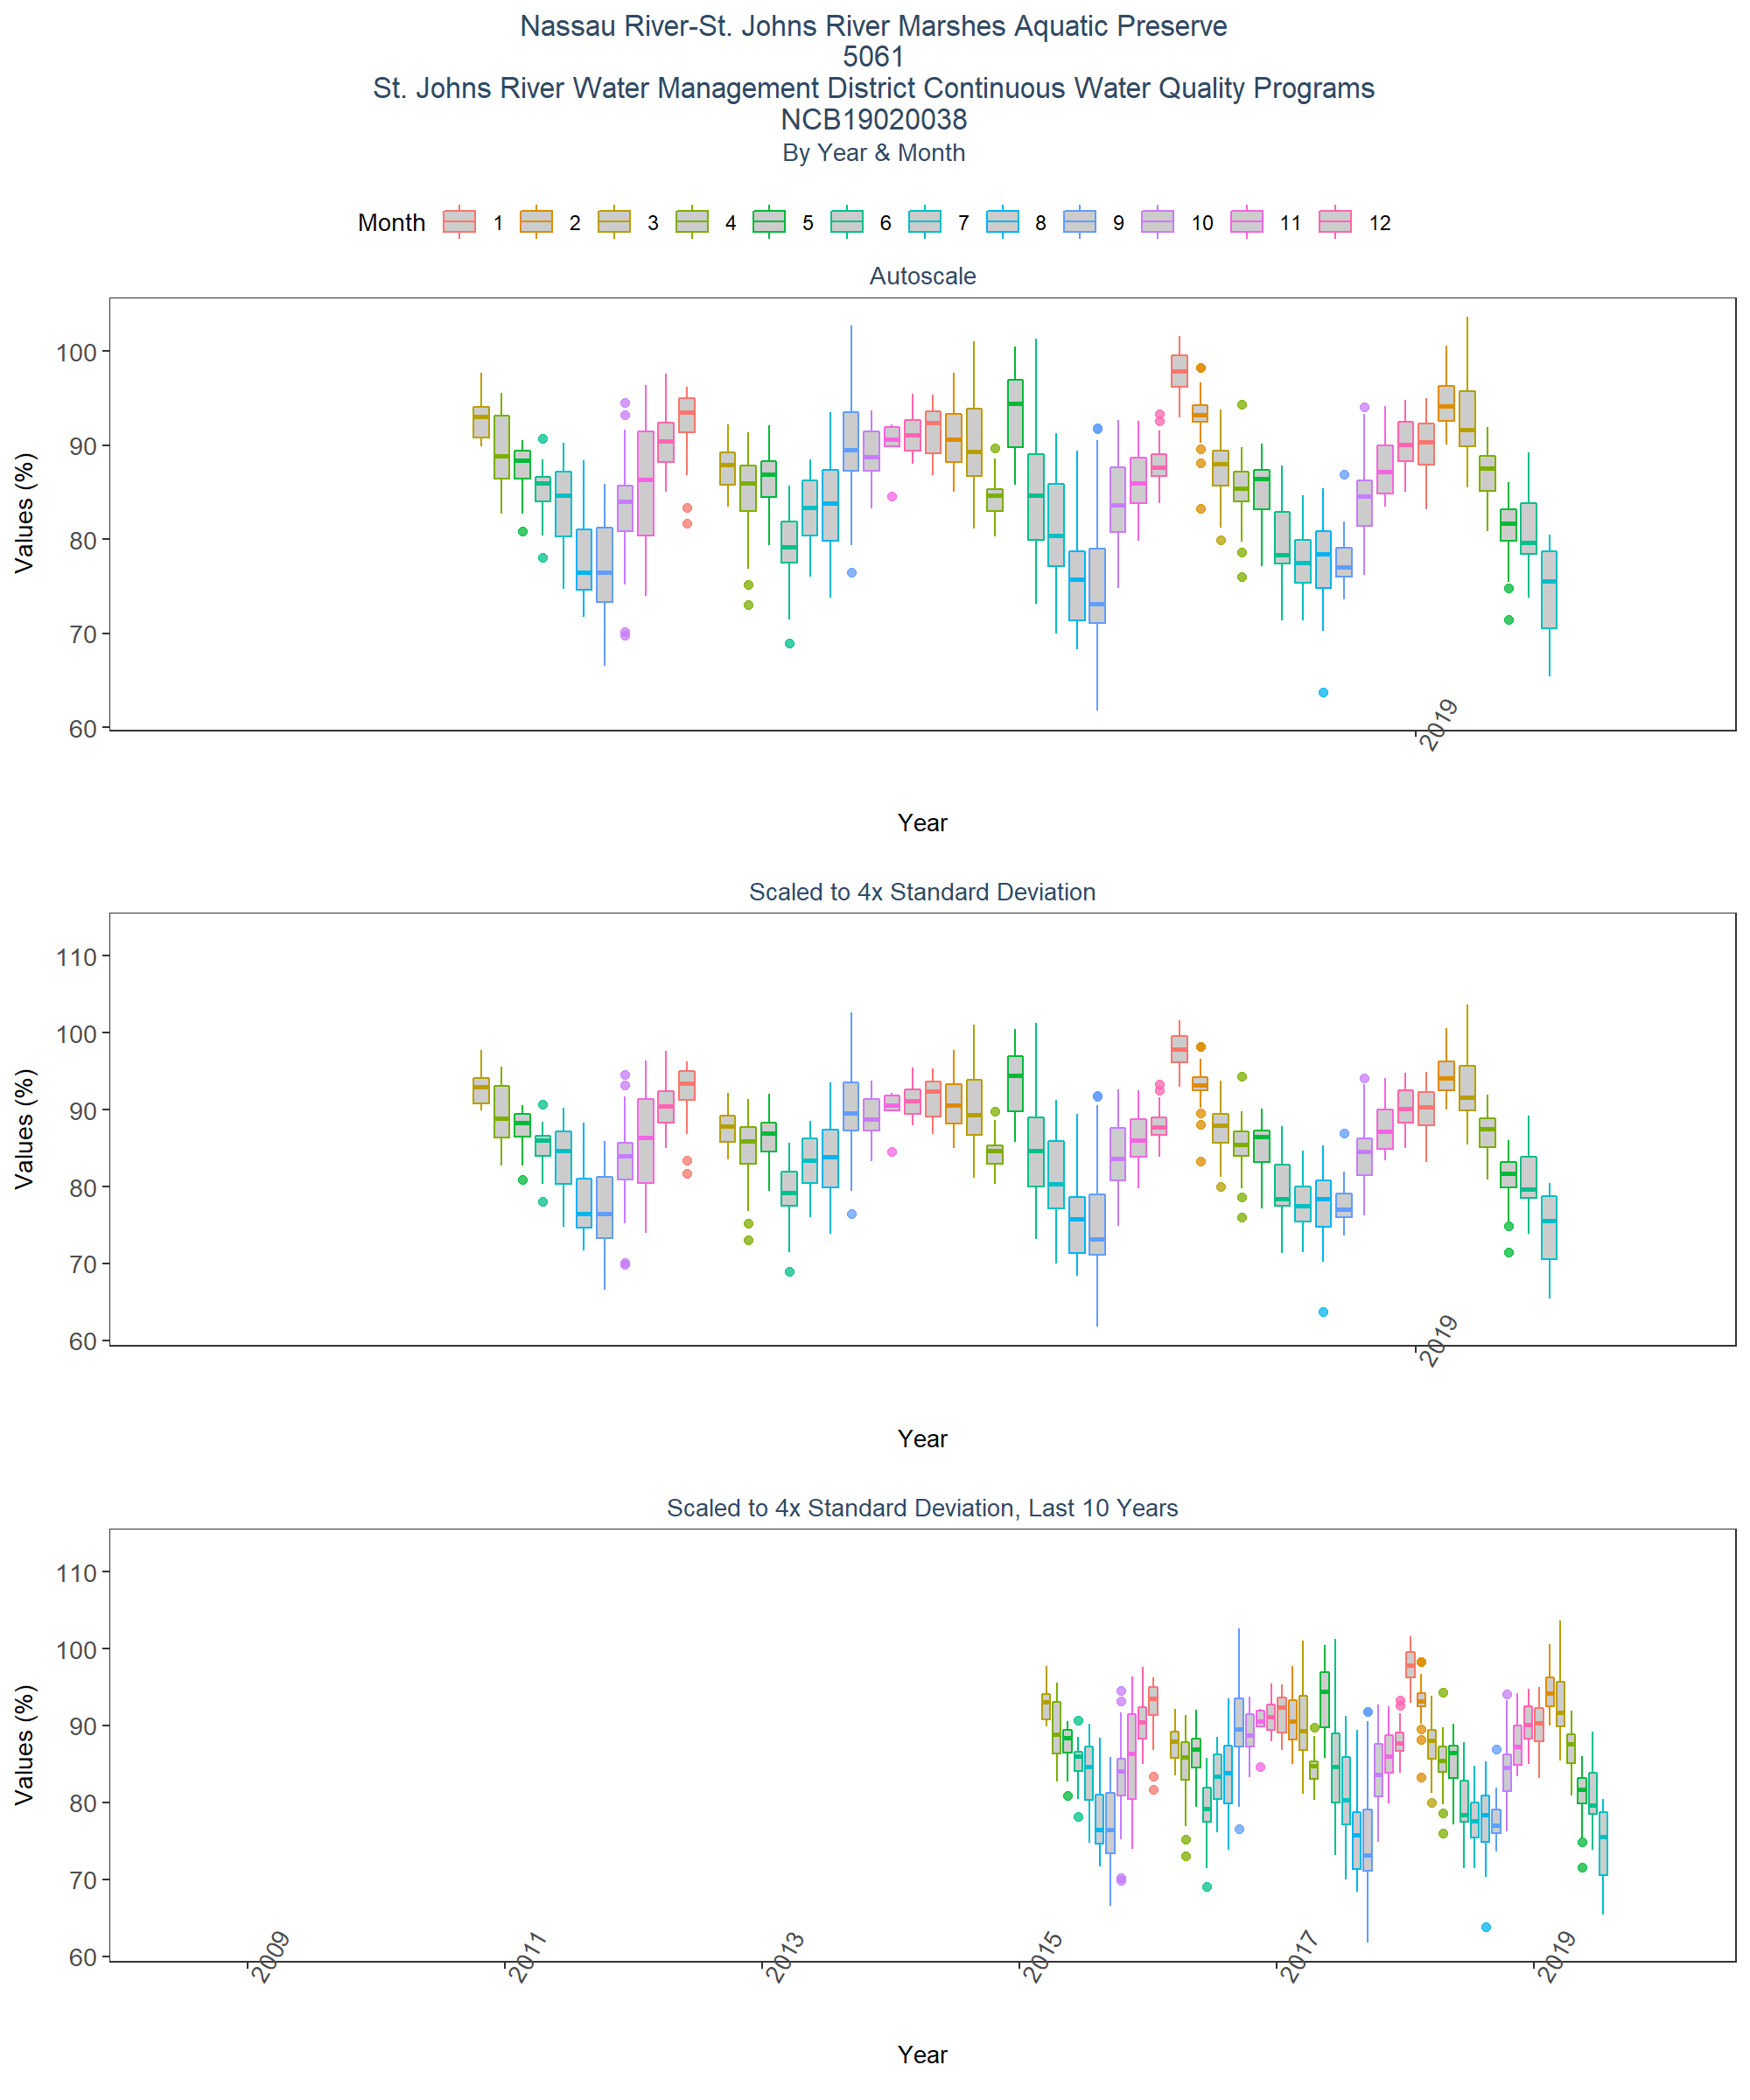 Nassau River-St. Johns River Marshes Aquatic Preserve
5061
St. Johns River Water Management District Continuous Water Quality Programs
NCB19020038
By Year & Month
Month 1 2 3 4 5 6 7 8 9 10 11 12
Autoscale
Values (%)
100
90
80
70
60
2019
Year
Scaled to 4x Standard Deviation
Values (%)
110
100
90
80
70
60
2019
Year
Scaled to 4x Standard Deviation, Last 10 Years
Values (%)
110
100
90
80
70
60
2009 2011 2013 2015 2017 2019
Year